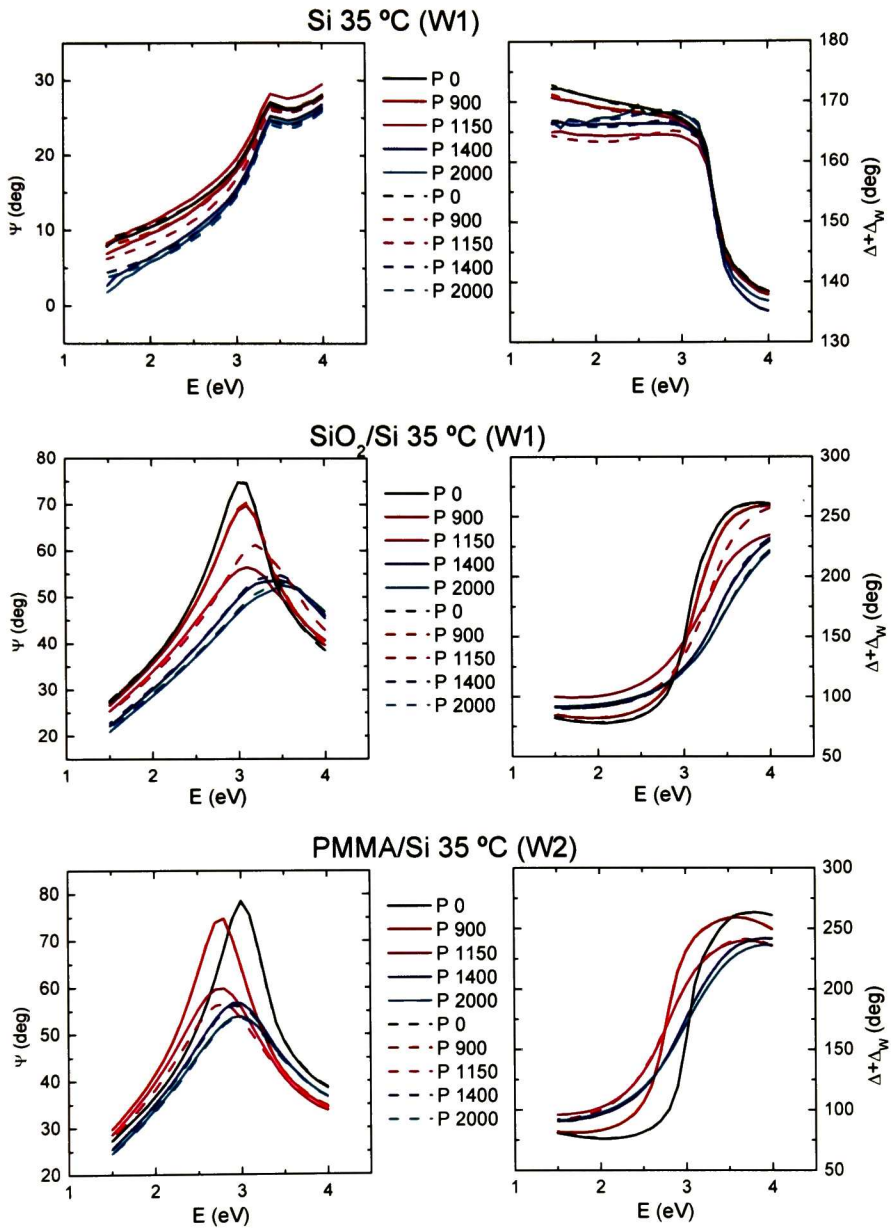 Si 35 ºC (W1)
30
20
10
0
Ψ (deg)
1 2 3 4
E (eV)
P 0
P 900
P 1150
P 1400
P 2000
P 0
P 900
P 1150
P 1400
P 2000
180
170
160
150
140
130
Δ+Δ_W (deg)
1 2 3 4
E (eV)
SiO₂/Si 35 ºC (W1)
80
70
60
50
40
30
20
Ψ (deg)
1 2 3 4
E (eV)
P 0
P 900
P 1150
P 1400
P 2000
P 0
P 900
P 1150
P 1400
P 2000
300
250
200
150
100
50
Δ+Δ_W (deg)
1 2 3 4
E (eV)
PMMA/Si 35 ºC (W2)
80
70
60
50
40
30
20
Ψ (deg)
1 2 3 4
E (eV)
P 0
P 900
P 1150
P 1400
P 2000
P 0
P 900
P 1150
P 1400
P 2000
300
250
200
150
100
50
Δ+Δ_W (deg)
1 2 3 4
E (eV)